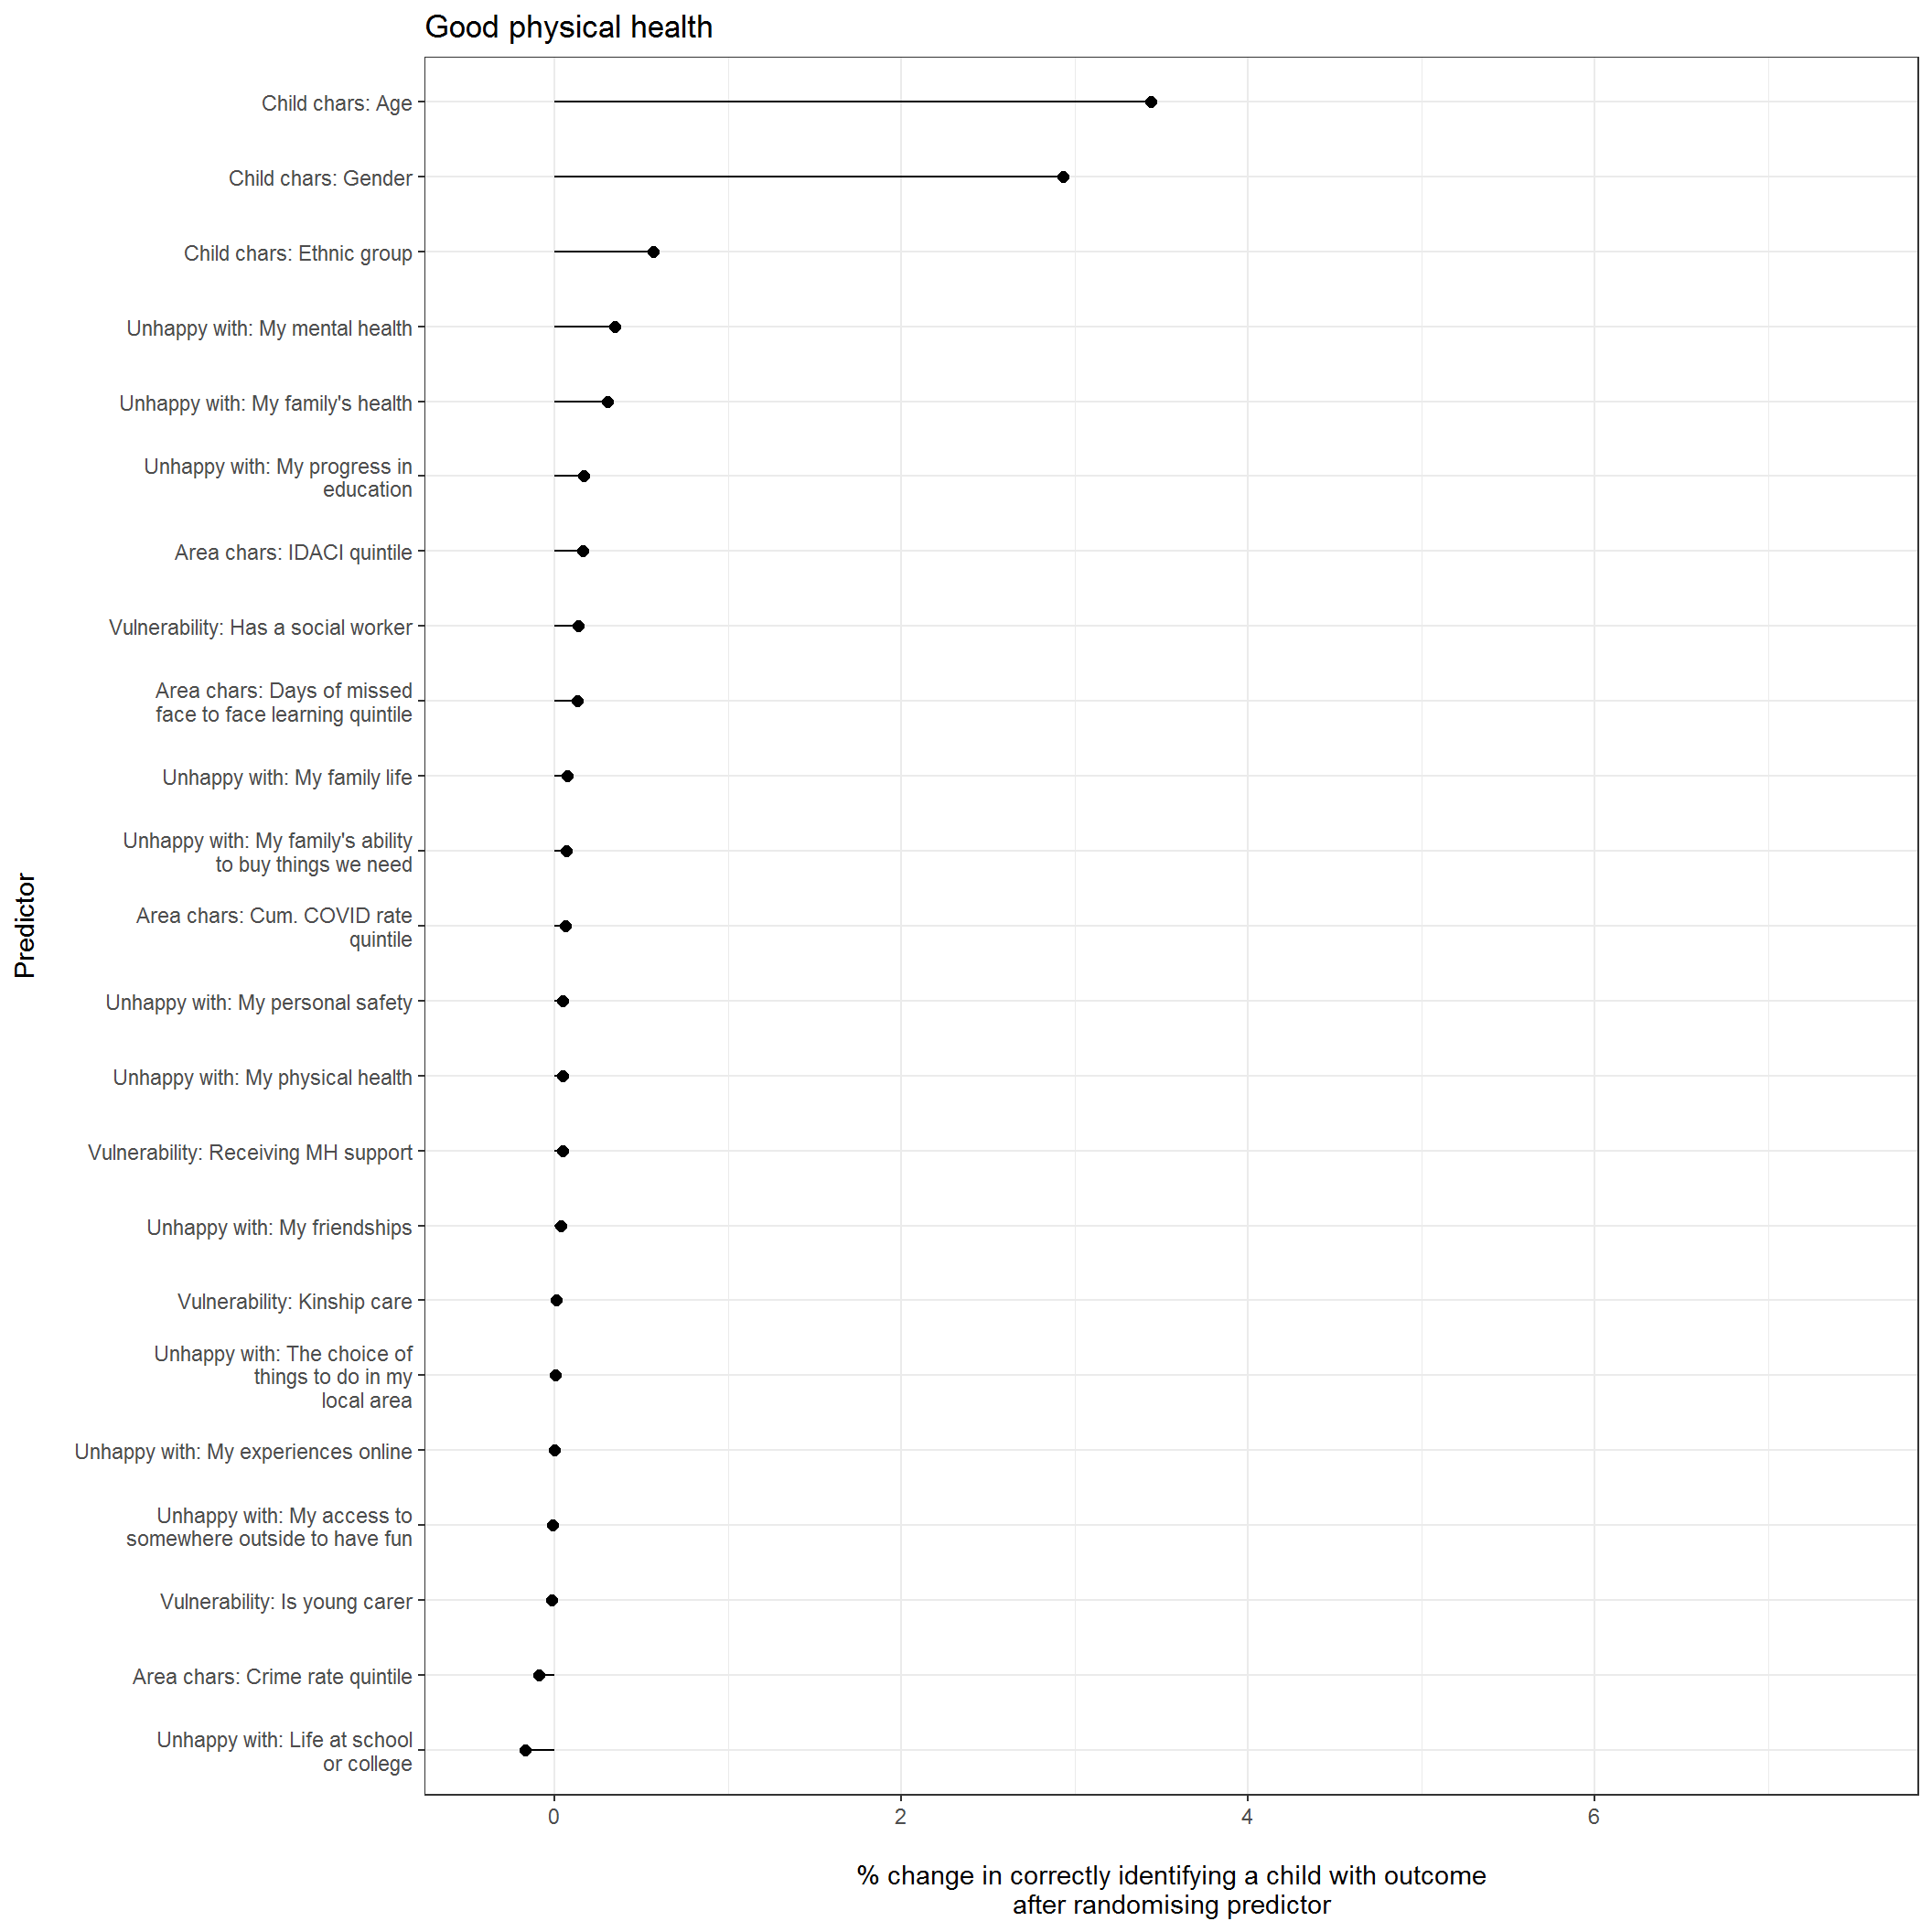 Good physical health
Child chars: Age
Child chars: Gender
Child chars: Ethnic group
Unhappy with: My mental health
Unhappy with: My family's health
Unhappy with: My progress in
education
Area chars: IDACI quintile
Vulnerability: Has a social worker
Area chars: Days of missed
face to face learning quintile
Unhappy with: My family life
Unhappy with: My family's ability
to buy things we need
Area chars: Cum. COVID rate
quintile
Unhappy with: My personal safety
Unhappy with: My physical health
Vulnerability: Receiving MH support
Unhappy with: My friendships
Vulnerability: Kinship care
Unhappy with: The choice of
things to do in my
local area
Unhappy with: My experiences online
Unhappy with: My access to
somewhere outside to have fun
Vulnerability: Is young carer
Area chars: Crime rate quintile
Unhappy with: Life at school
or college
Predictor
0 2 4 6
% change in correctly identifying a child with outcome
after randomising predictor